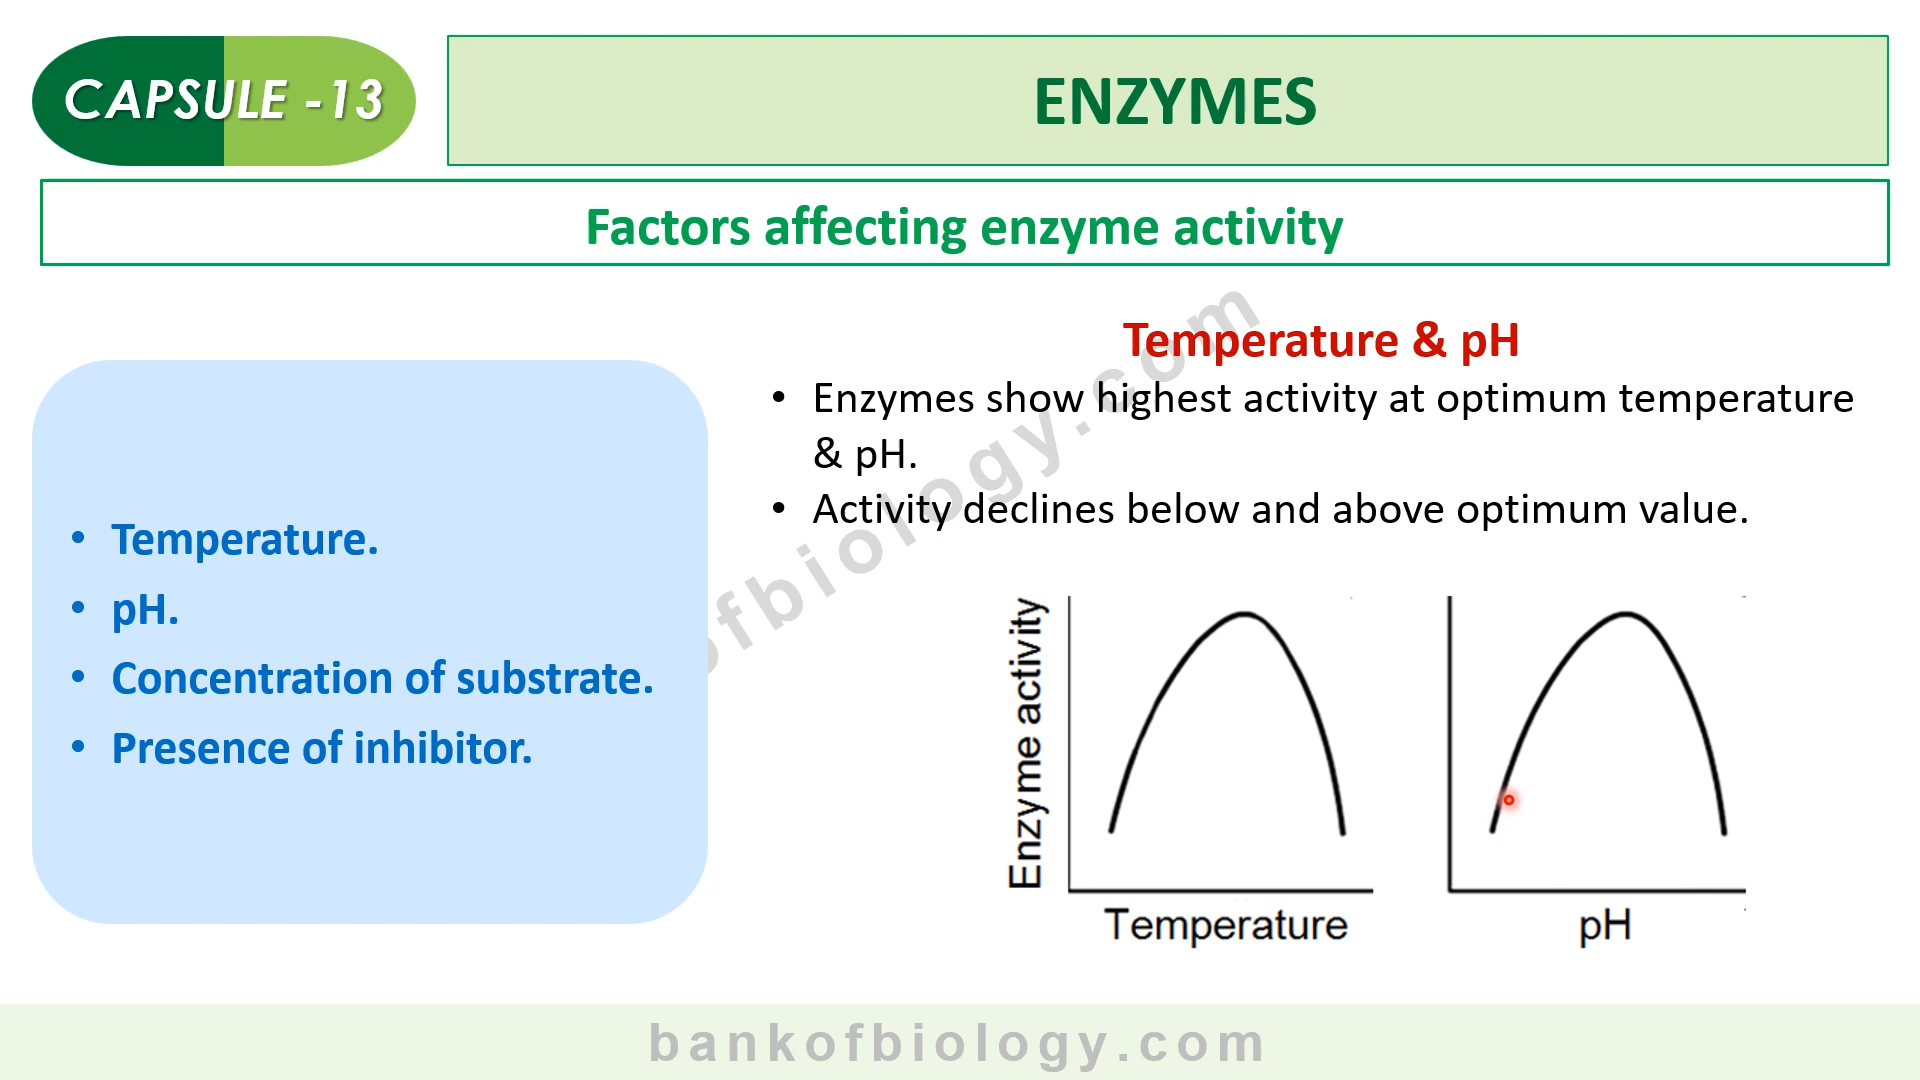 CAPSULE -13
ENZYMES
Factors affecting enzyme activity
• Temperature.
• pH.
• Concentration of substrate.
• Presence of inhibitor.
Temperature & pH
• Enzymes show highest activity at optimum temperature
& pH.
• Activity declines below and above optimum value.
Enzyme activity
Temperature
pH
ofbiology.com
bankofbiology.com